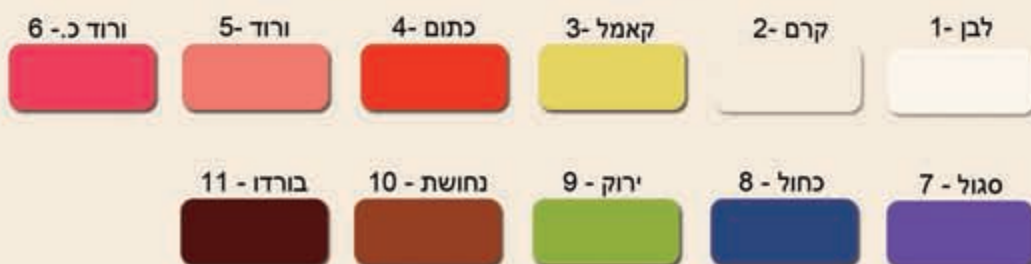 לבן -1 קרם -2 קאמל -3 כתום -4 ורוד -5 ורוד כ.- 6
סגול - 7 כחול - 8 ירוק - 9 נחושת - 10 בורדו - 11